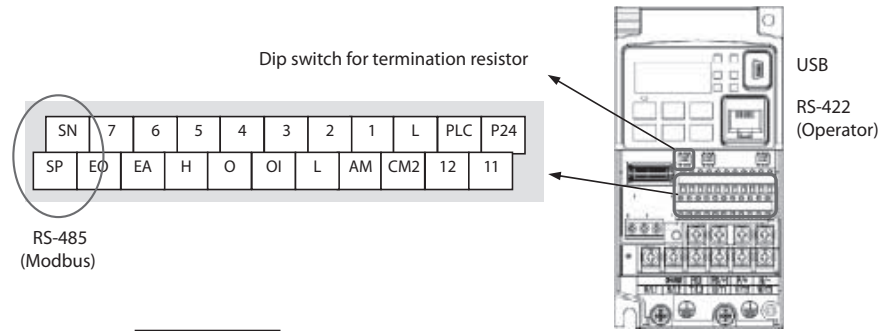 Dip switch for termination resistor
USB
RS-422
(Operator)
SN 7 6 5 4 3 2 1 L PLC P24
SP EO EA H O OI L AM CM2 12 11
RS-485
(Modbus)